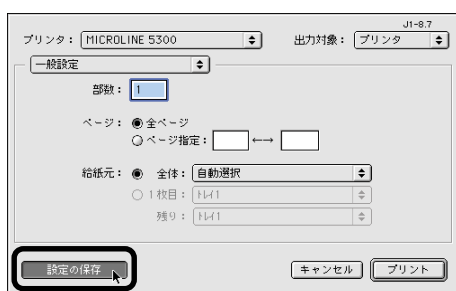 J1-8.7
プリンタ： MICROLINE 5300 出力対象： プリンタ
一般設定
部数： 1
ページ： 全ページ
ページ指定： ←→
給紙元： 全体： 自動選択
1枚目： トレイ1
残り： トレイ1
設定の保存 キャンセル プリント